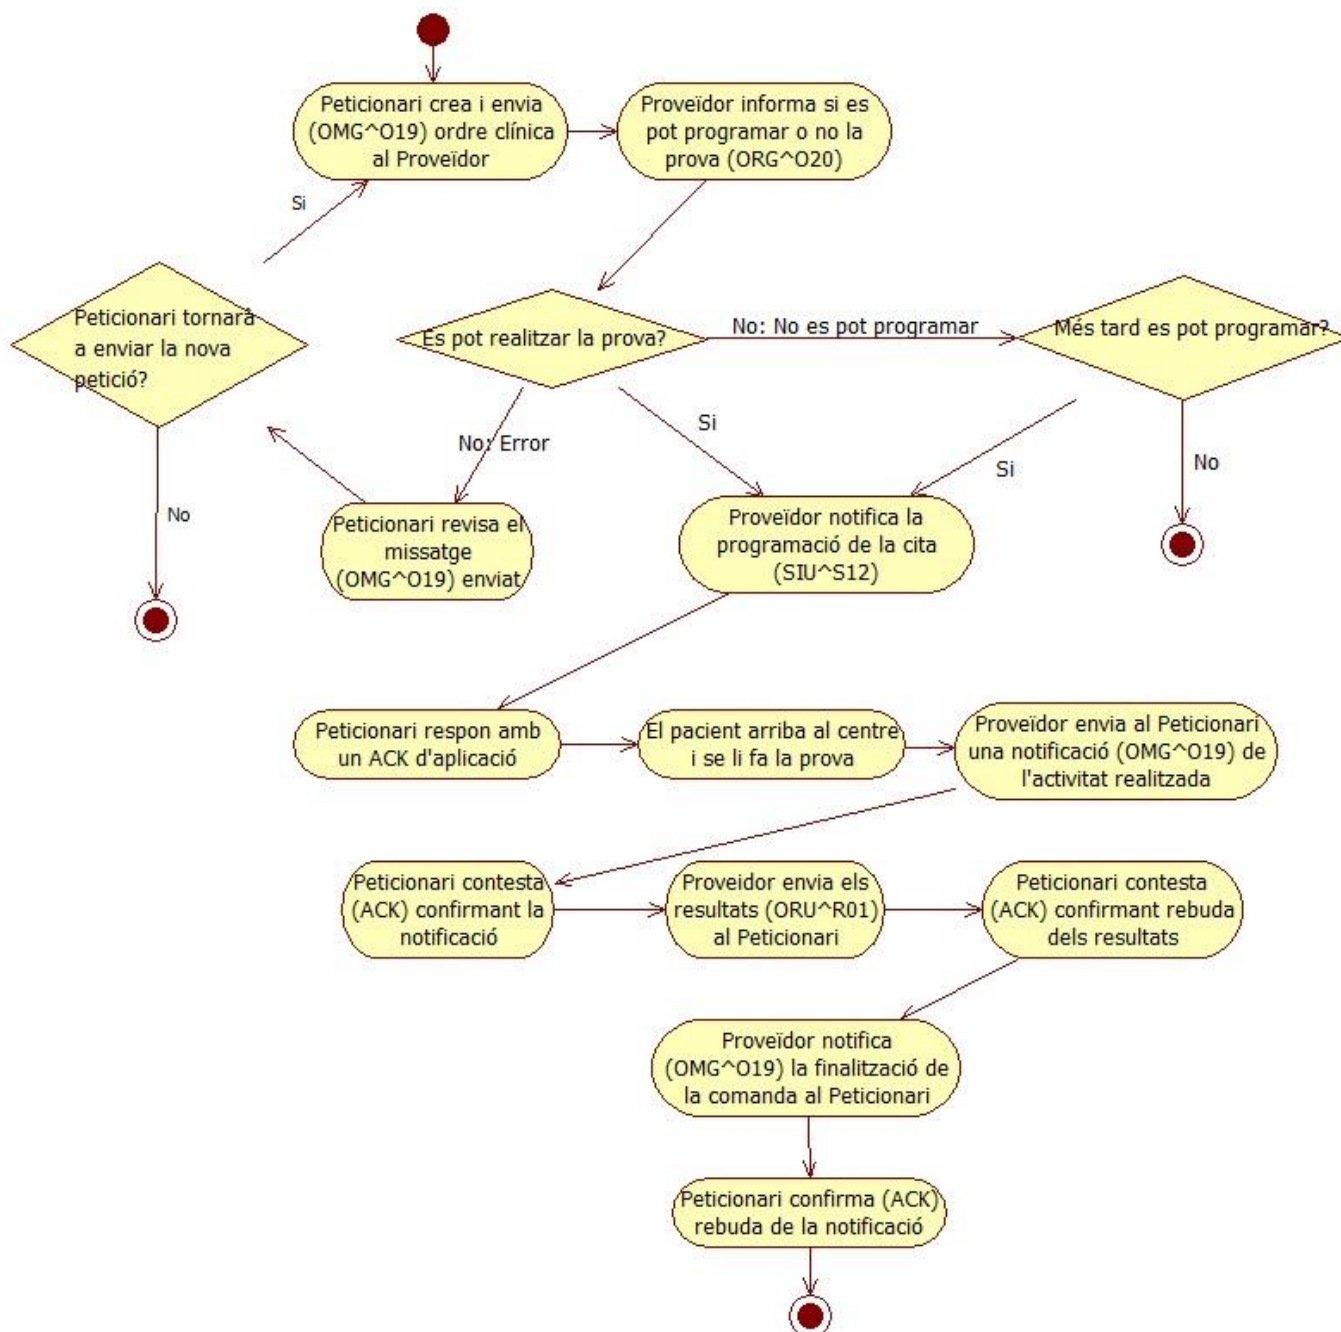 Peticionari crea i envia
(OMG^O19) ordre clínica
al Proveïdor
Proveïdor informa si es
pot programar o no la
prova (ORG^O20)
Si
Peticionari tornarà
a enviar la nova
petició?
Es pot realitzar la prova?
No: No es pot programar
Més tard es pot programar?
No: Error
Si
Si
No
No
Peticionari revisa el
missatge
(OMG^O19) enviat
Proveïdor notifica la
programació de la cita
(SIU^S12)
Peticionari respon amb
un ACK d'aplicació
El pacient arriba al centre
i se li fa la prova
Proveïdor envia al Peticionari
una notificació (OMG^O19) de
l'activitat realitzada
Peticionari contesta
(ACK) confirmant la
notificació
Proveidor envia els
resultats (ORU^R01)
al Peticionari
Peticionari contesta
(ACK) confirmant rebuda
dels resultats
Proveïdor notifica
(OMG^O19) la finalització de
la comanda al Peticionari
Peticionari confirma (ACK)
rebuda de la notificació